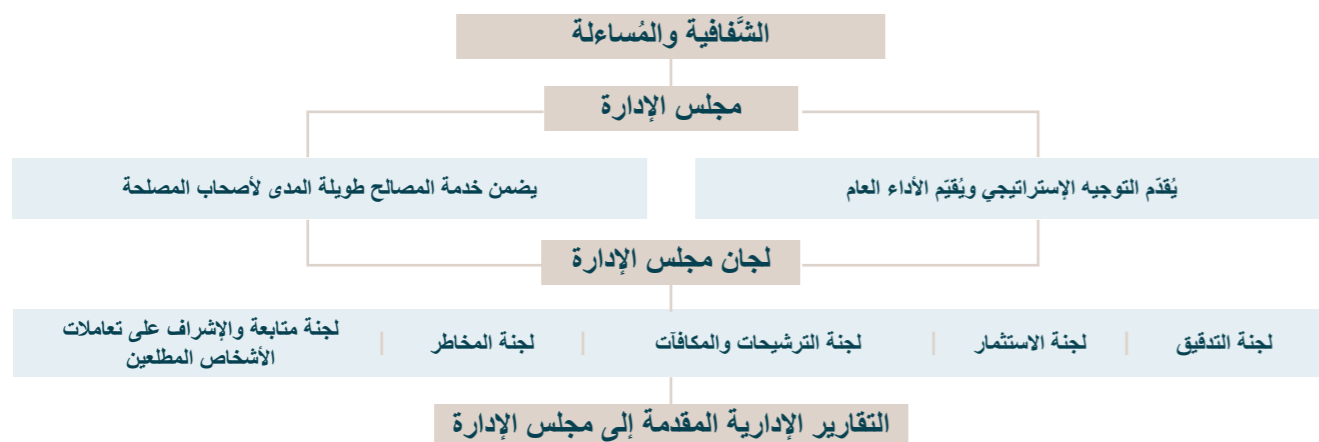 الشَّفافية والمُساءلة
مجلس الإدارة
يُقدّم التوجيه الإستراتيجي ويُقيّم الأداء العام
يضمن خدمة المصالح طويلة المدى لأصحاب المصلحة
لجان مجلس الإدارة
لجنة التدقيق
لجنة الاستثمار
لجنة الترشيحات والمكافآت
لجنة المخاطر
لجنة متابعة والإشراف على تعاملات
الأشخاص المطلعين
التقارير الإدارية المقدمة إلى مجلس الإدارة